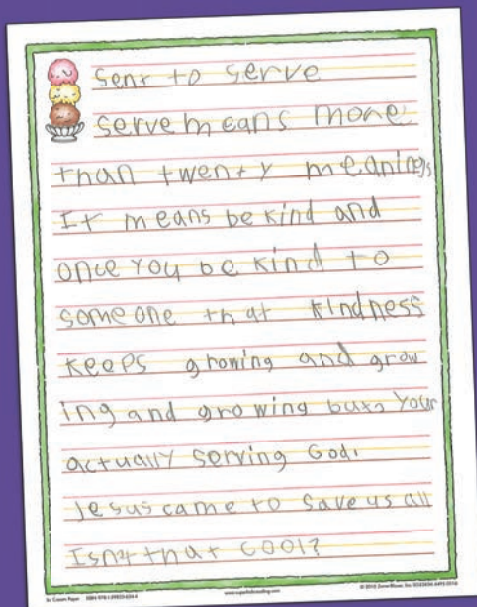 Sent to serve
serve means more
than twenty meanings
It means be kind and
once you be kind to
someone that kindness
keeps growing and grow
ing and growing but your
actually serving God.
Jesus came to save us all
Isn't that cool?